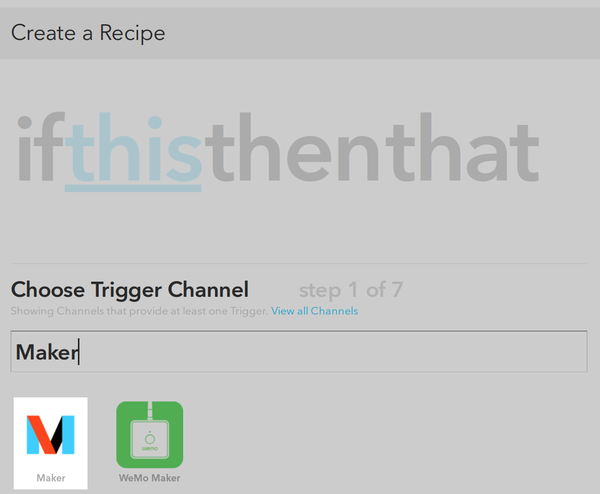 Create a Recipe
ifthisthenthat
Choose Trigger Channel step 1 of 7
Showing Channels that provide at least one Trigger. View all Channels
Maker
wemo
Maker WeMo Maker